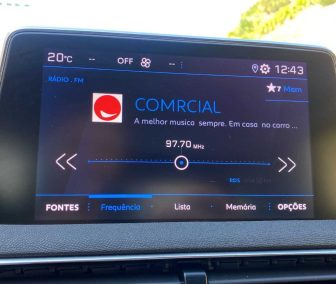 20°C -- OFF -- 12:43
RÁDIO . FM
7 Mem
COMRCIAL
A melhor musica sempre. Em casa no carro ...
97.70 MHz
RDS
FONTES Frequência Lista Memória OPÇÕES